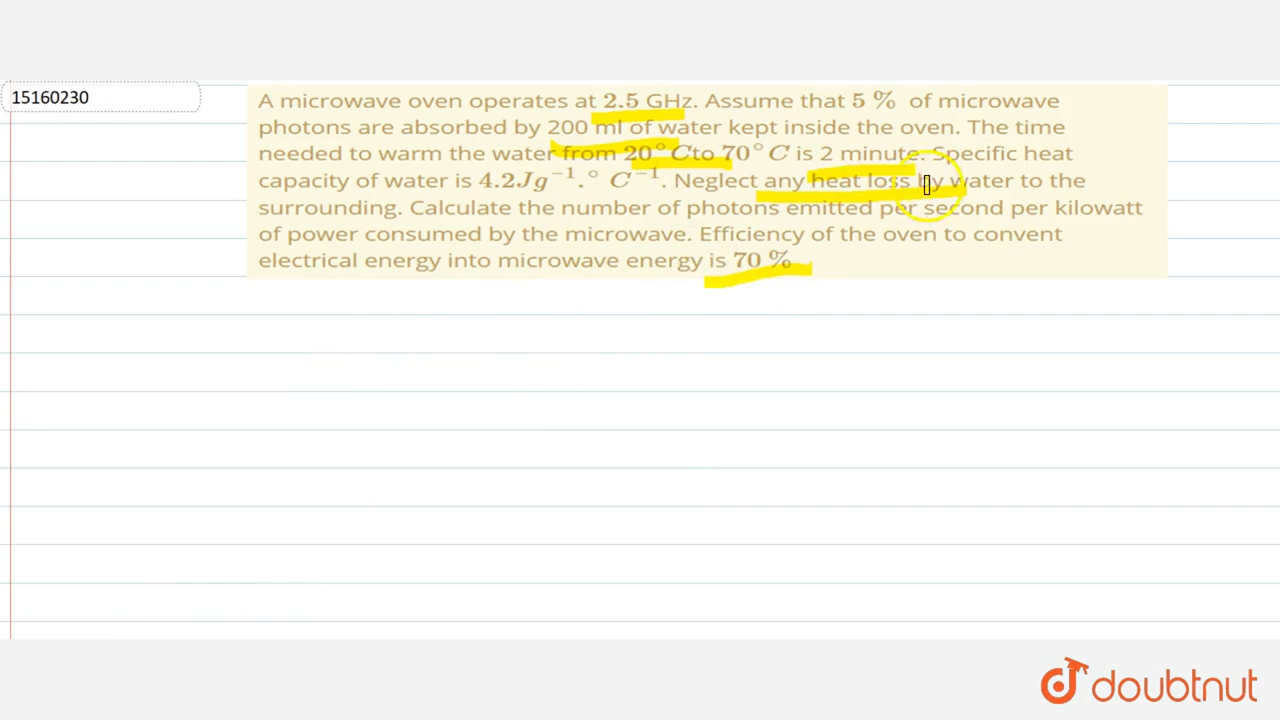 15160230
A microwave oven operates at 2.5 GHz. Assume that 5 % of microwave
photons are absorbed by 200 ml of water kept inside the oven. The time
needed to warm the water from 20°C to 70°C is 2 minute. Specific heat
capacity of water is 4.2Jg⁻¹.° C⁻¹. Neglect any heat loss by water to the
surrounding. Calculate the number of photons emitted per second per kilowatt
of power consumed by the microwave. Efficiency of the oven to convent
electrical energy into microwave energy is 70 %
doubtnut